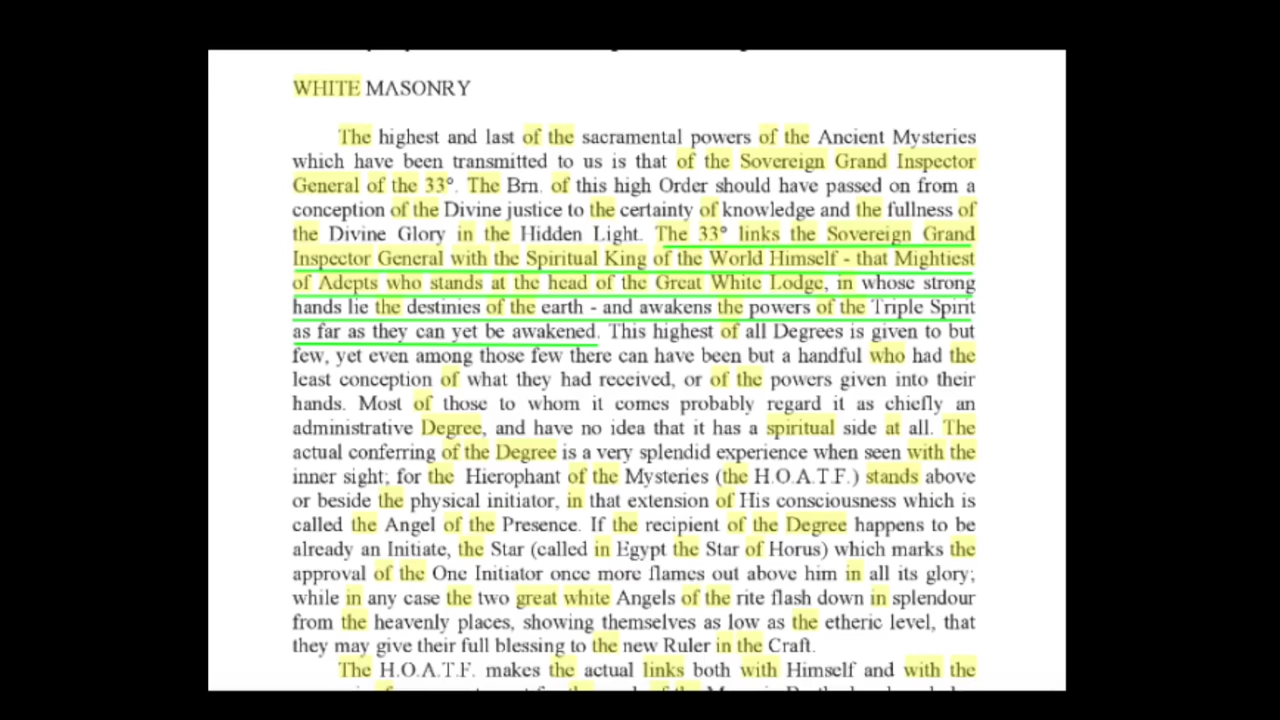 WHITE MASONRY
The highest and last of the sacramental powers of the Ancient Mysteries
which have been transmitted to us is that of the Sovereign Grand Inspector
General of the 33°. The Brn. of this high Order should have passed on from a
conception of the Divine justice to the certainty of knowledge and the fullness of
the Divine Glory in the Hidden Light. The 33° links the Sovereign Grand
Inspector General with the Spiritual King of the World Himself - that Mightiest
of Adepts who stands at the head of the Great White Lodge, in whose strong
hands lie the destinies of the earth - and awakens the powers of the Triple Spirit
as far as they can yet be awakened. This highest of all Degrees is given to but
few, yet even among those few there can have been but a handful who had the
least conception of what they had received, or of the powers given into their
hands. Most of those to whom it comes probably regard it as chiefly an
administrative Degree, and have no idea that it has a spiritual side at all. The
actual conferring of the Degree is a very splendid experience when seen with the
inner sight; for the Hierophant of the Mysteries (the H.O.A.T.F.) stands above
or beside the physical initiator, in that extension of His consciousness which is
called the Angel of the Presence. If the recipient of the Degree happens to be
already an Initiate, the Star (called in Egypt the Star of Horus) which marks the
approval of the One Initiator once more flames out above him in all its glory;
while in any case the two great white Angels of the rite flash down in splendour
from the heavenly places, showing themselves as low as the etheric level, that
they may give their full blessing to the new Ruler in the Craft.
The H.O.A.T.F. makes the actual links both with Himself and with the